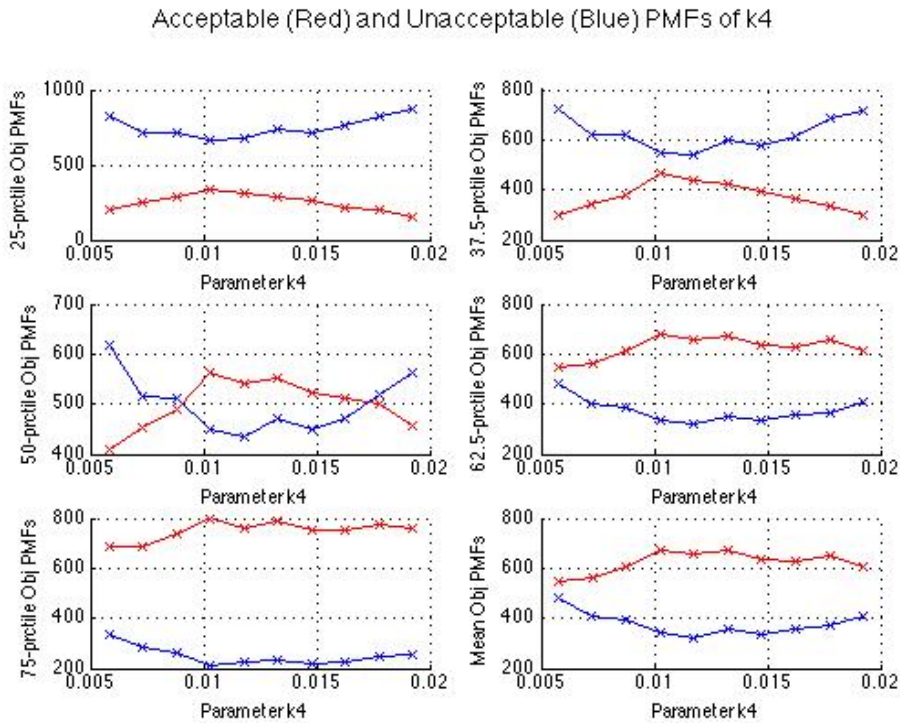 Acceptable (Red) and Unacceptable (Blue) PMFs of k4
25-prctile Obj PMFs
1000
500
0
0.005 0.01 0.015 0.02
Parameter k4
37.5-prctile Obj PMFs
800
600
400
200
0.005 0.01 0.015 0.02
Parameter k4
50-prctile Obj PMFs
700
600
500
400
0.005 0.01 0.015 0.02
Parameter k4
62.5-prctile Obj PMFs
800
600
400
200
0.005 0.01 0.015 0.02
Parameter k4
75-prctile Obj PMFs
800
600
400
200
0.005 0.01 0.015 0.02
Parameter k4
Mean Obj PMFs
800
600
400
200
0.005 0.01 0.015 0.02
Parameter k4